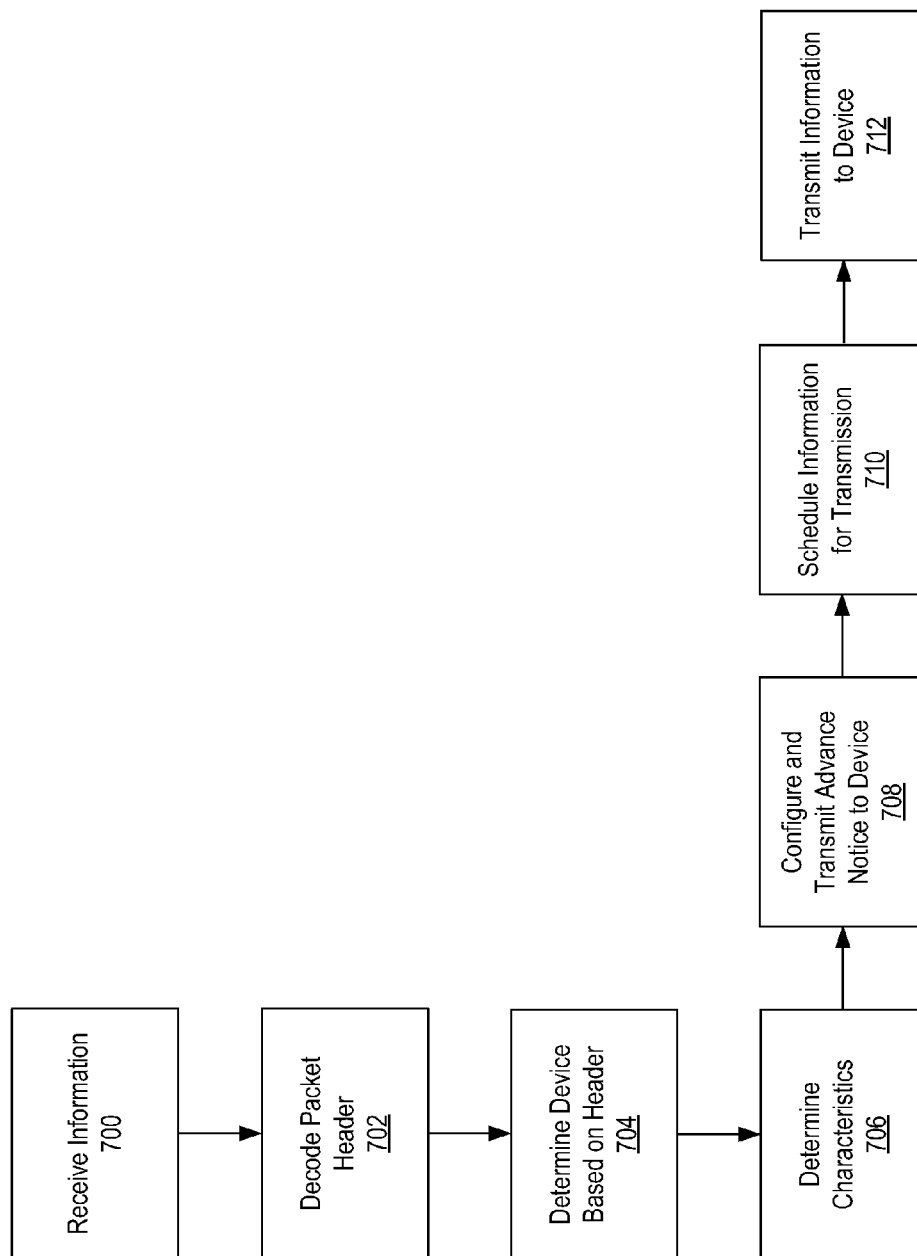 Receive Information
700
Decode Packet
Header
702
Determine Device
Based on Header
704
Determine
Characteristics
706
Configure and
Transmit Advance
Notice to Device
708
Schedule Information
for Transmission
710
Transmit Information
to Device
712